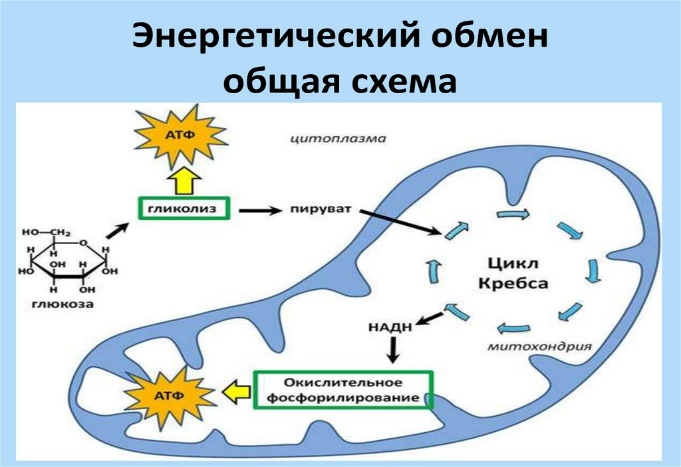 Энергетический обмен
общая схема
АТФ
цитоплазма
гликолиз
пируват
HO–CH₂
O
H
H
H
OH
H
HO
OH
H
OH
глюкоза
Цикл
Кребса
НАДН
митохондрия
Окислительное
фосфорилирование
АТФ